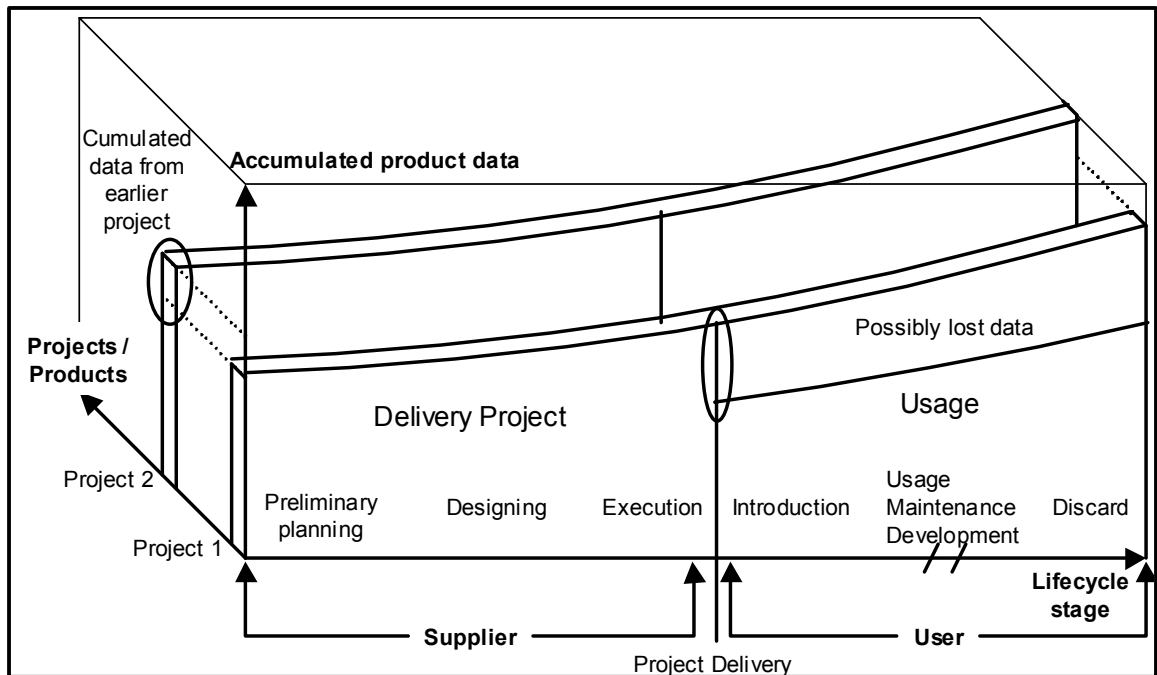 Cumulated
data from
earlier
project
Accumulated product data
Projects /
Products
Possibly lost data
Delivery Project
Usage
Project 2
Project 1
Preliminary
planning
Designing
Execution
Introduction
Usage
Maintenance
Development
Discard
Lifecycle
stage
Supplier
User
Project Delivery